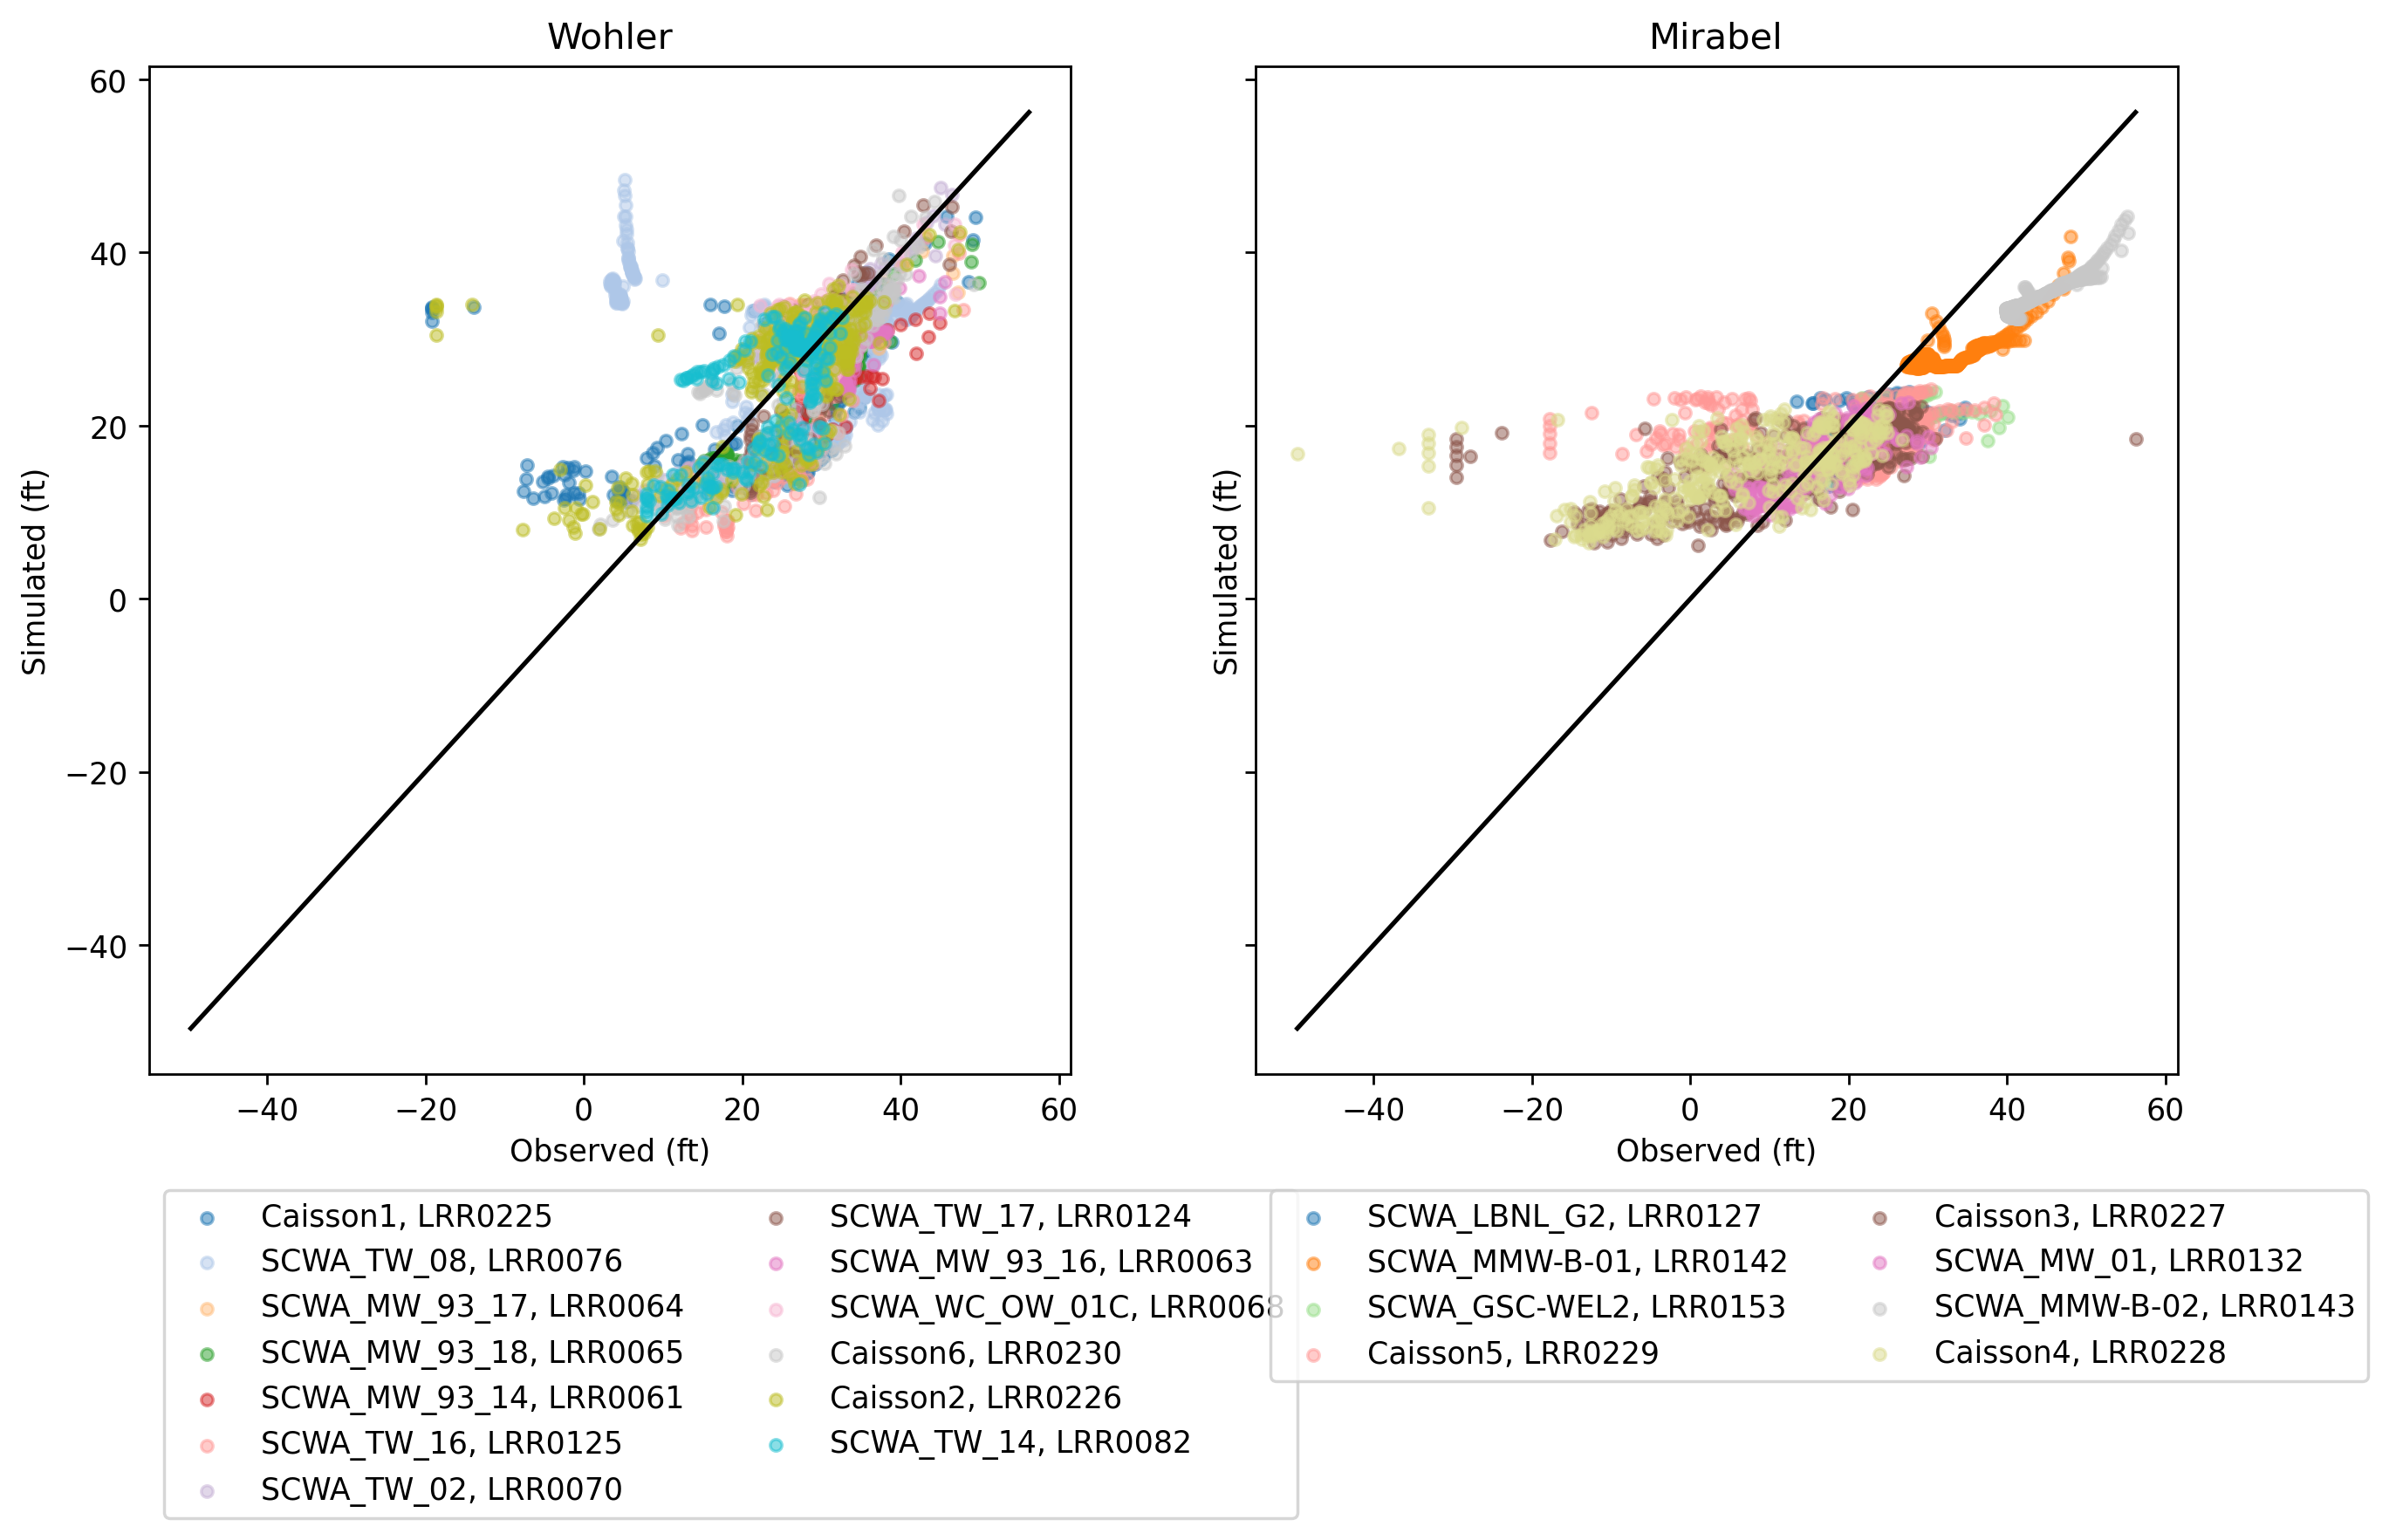 Wohler
60
40
20
0
−20
−40
Simulated (ft)
−40 −20 0 20 40 60
Observed (ft)
Mirabel
Simulated (ft)
−40 −20 0 20 40 60
Observed (ft)
Caisson1, LRR0225
SCWA_TW_08, LRR0076
SCWA_MW_93_17, LRR0064
SCWA_MW_93_18, LRR0065
SCWA_MW_93_14, LRR0061
SCWA_TW_16, LRR0125
SCWA_TW_02, LRR0070
SCWA_TW_17, LRR0124
SCWA_MW_93_16, LRR0063
SCWA_WC_OW_01C, LRR0068
Caisson6, LRR0230
Caisson2, LRR0226
SCWA_TW_14, LRR0082
SCWA_LBNL_G2, LRR0127
SCWA_MMW-B-01, LRR0142
SCWA_GSC-WEL2, LRR0153
Caisson5, LRR0229
Caisson3, LRR0227
SCWA_MW_01, LRR0132
SCWA_MMW-B-02, LRR0143
Caisson4, LRR0228